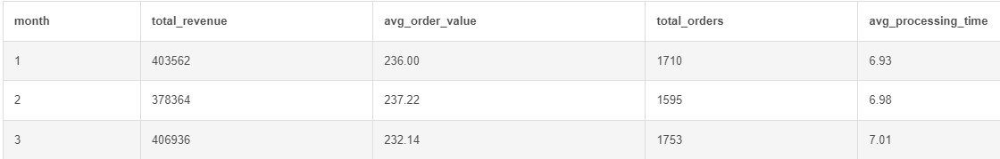 month total_revenue avg_order_value total_orders avg_processing_time
1 403562 236.00 1710 6.93
2 378364 237.22 1595 6.98
3 406936 232.14 1753 7.01